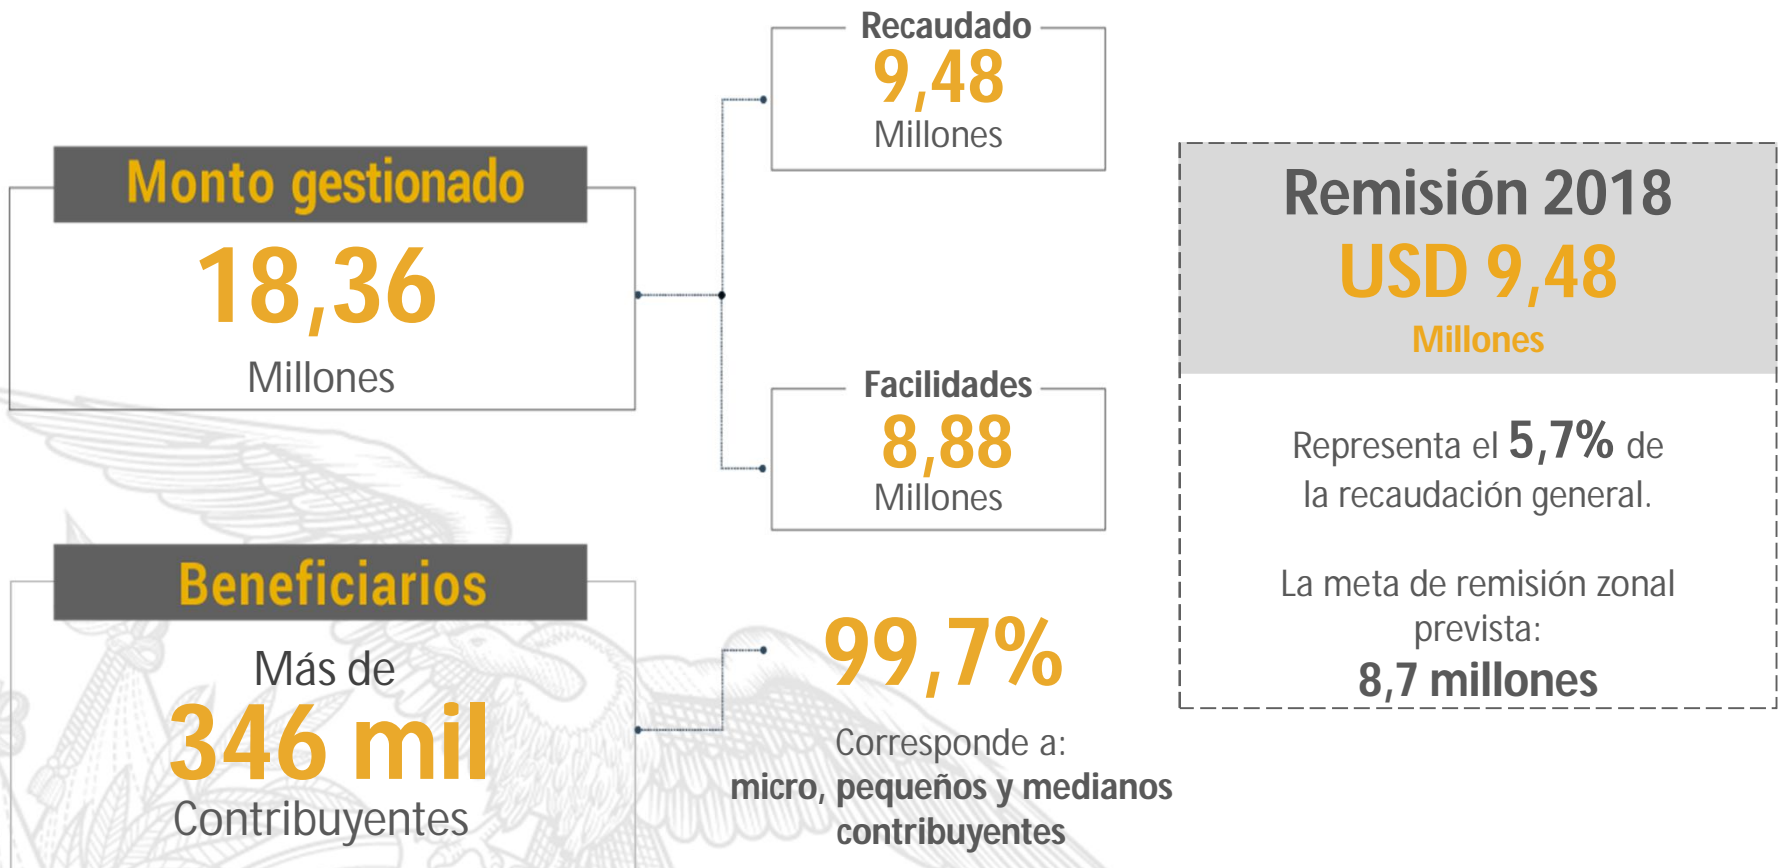 Monto gestionado
18,36
Millones
Recaudado
9,48
Millones
Facilidades
8,88
Millones
Beneficiarios
Más de
346 mil
Contribuyentes
99,7%
Corresponde a:
micro, pequeños y medianos
contribuyentes
Remisión 2018
USD 9,48
Millones
Representa el 5,7% de
la recaudación general.
La meta de remisión zonal
prevista:
8,7 millones